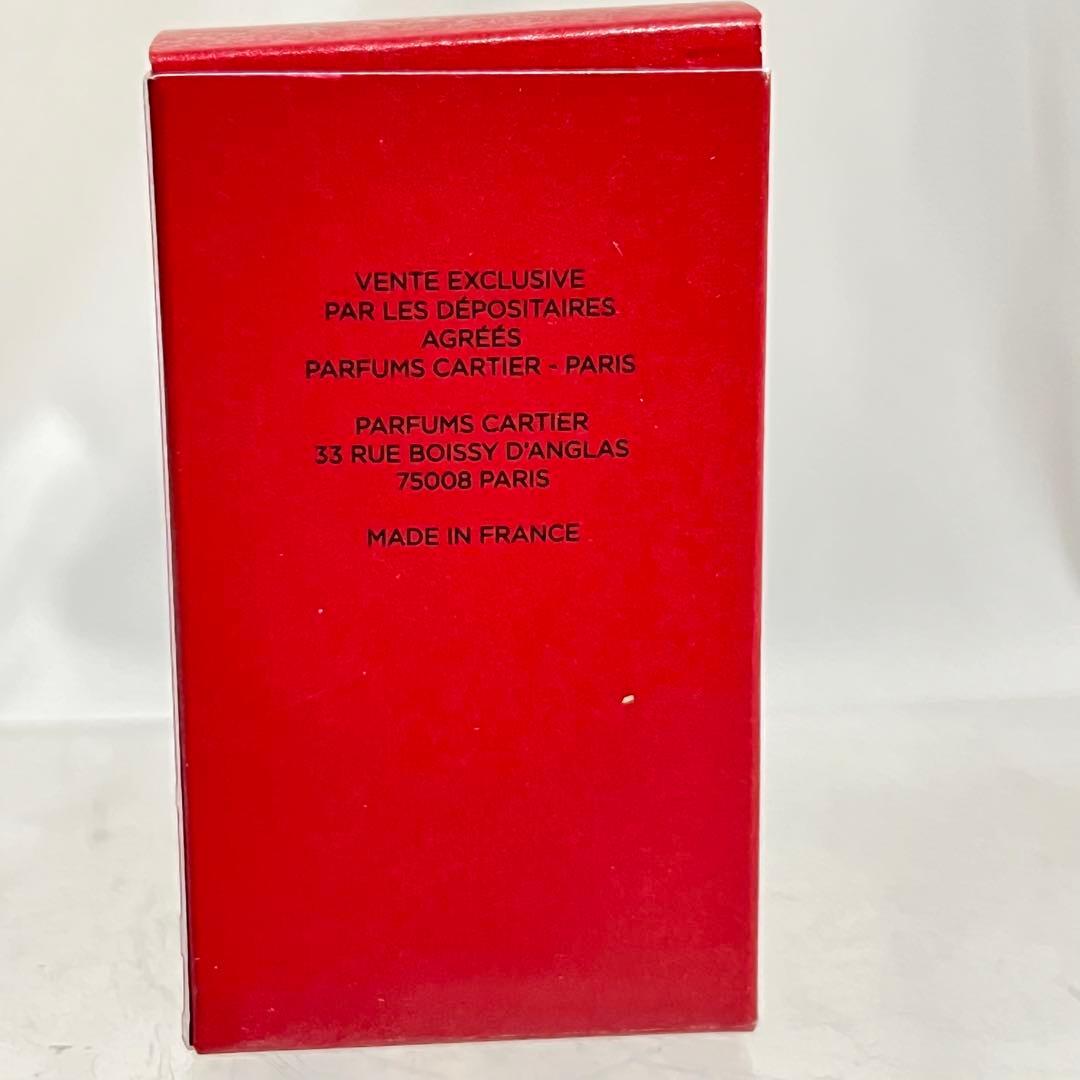 VENTE EXCLUSIVE
PAR LES DÉPOSITAIRES
AGRÉÉS
PARFUMS CARTIER - PARIS
PARFUMS CARTIER
33 RUE BOISSY D'ANGLAS
75008 PARIS
MADE IN FRANCE